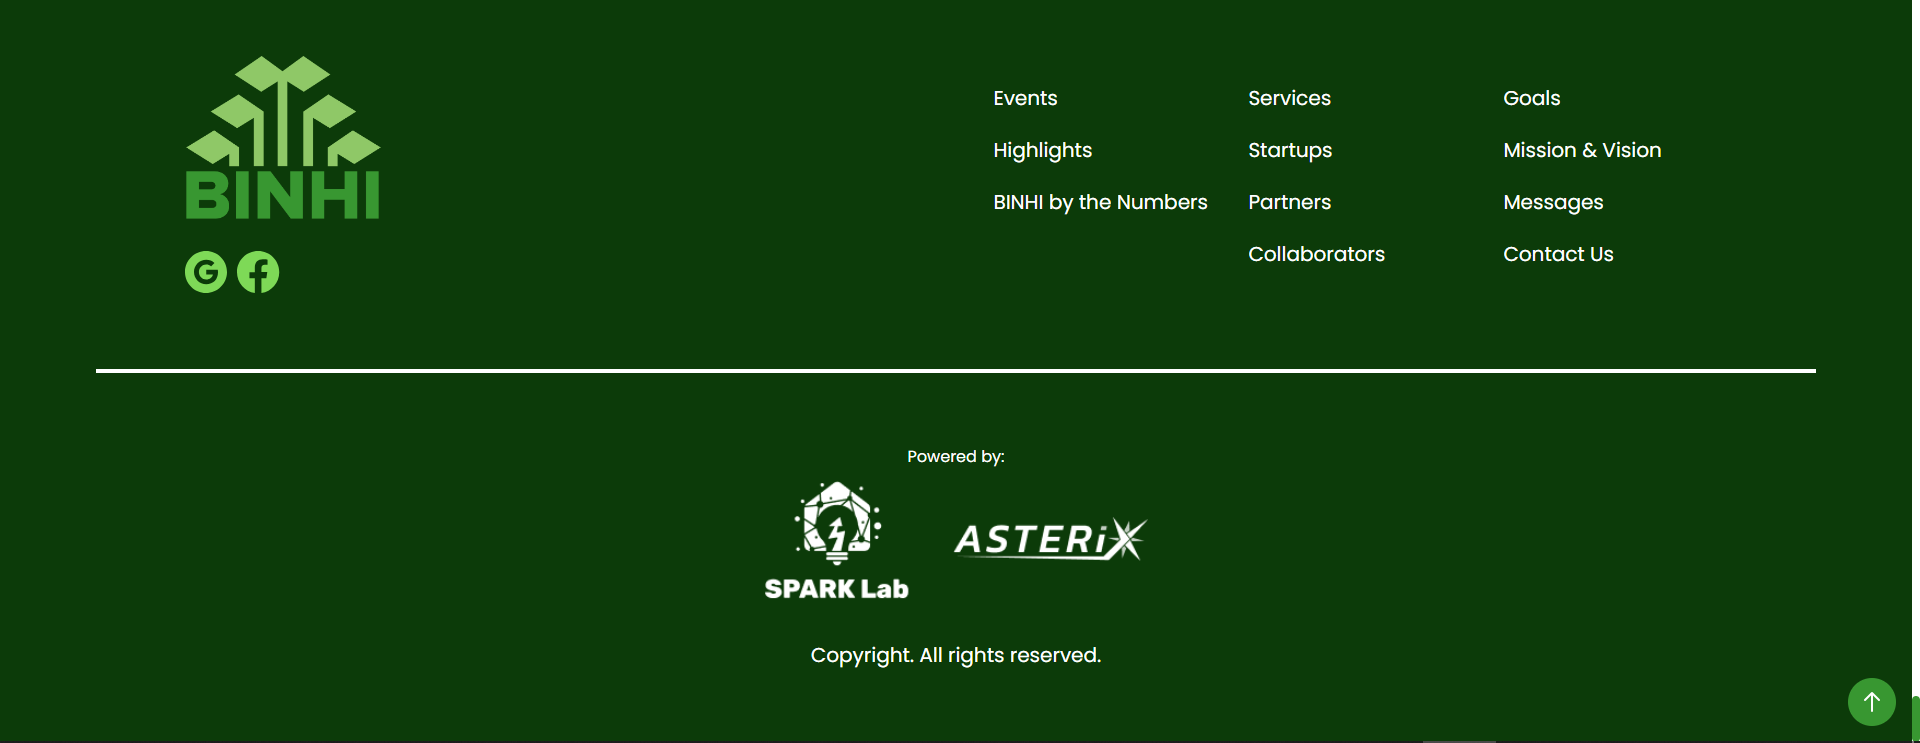 BINHI
Events
Highlights
BINHI by the Numbers
Services
Startups
Partners
Collaborators
Goals
Mission & Vision
Messages
Contact Us
Powered by:
SPARK Lab
ASTERiX
Copyright. All rights reserved.